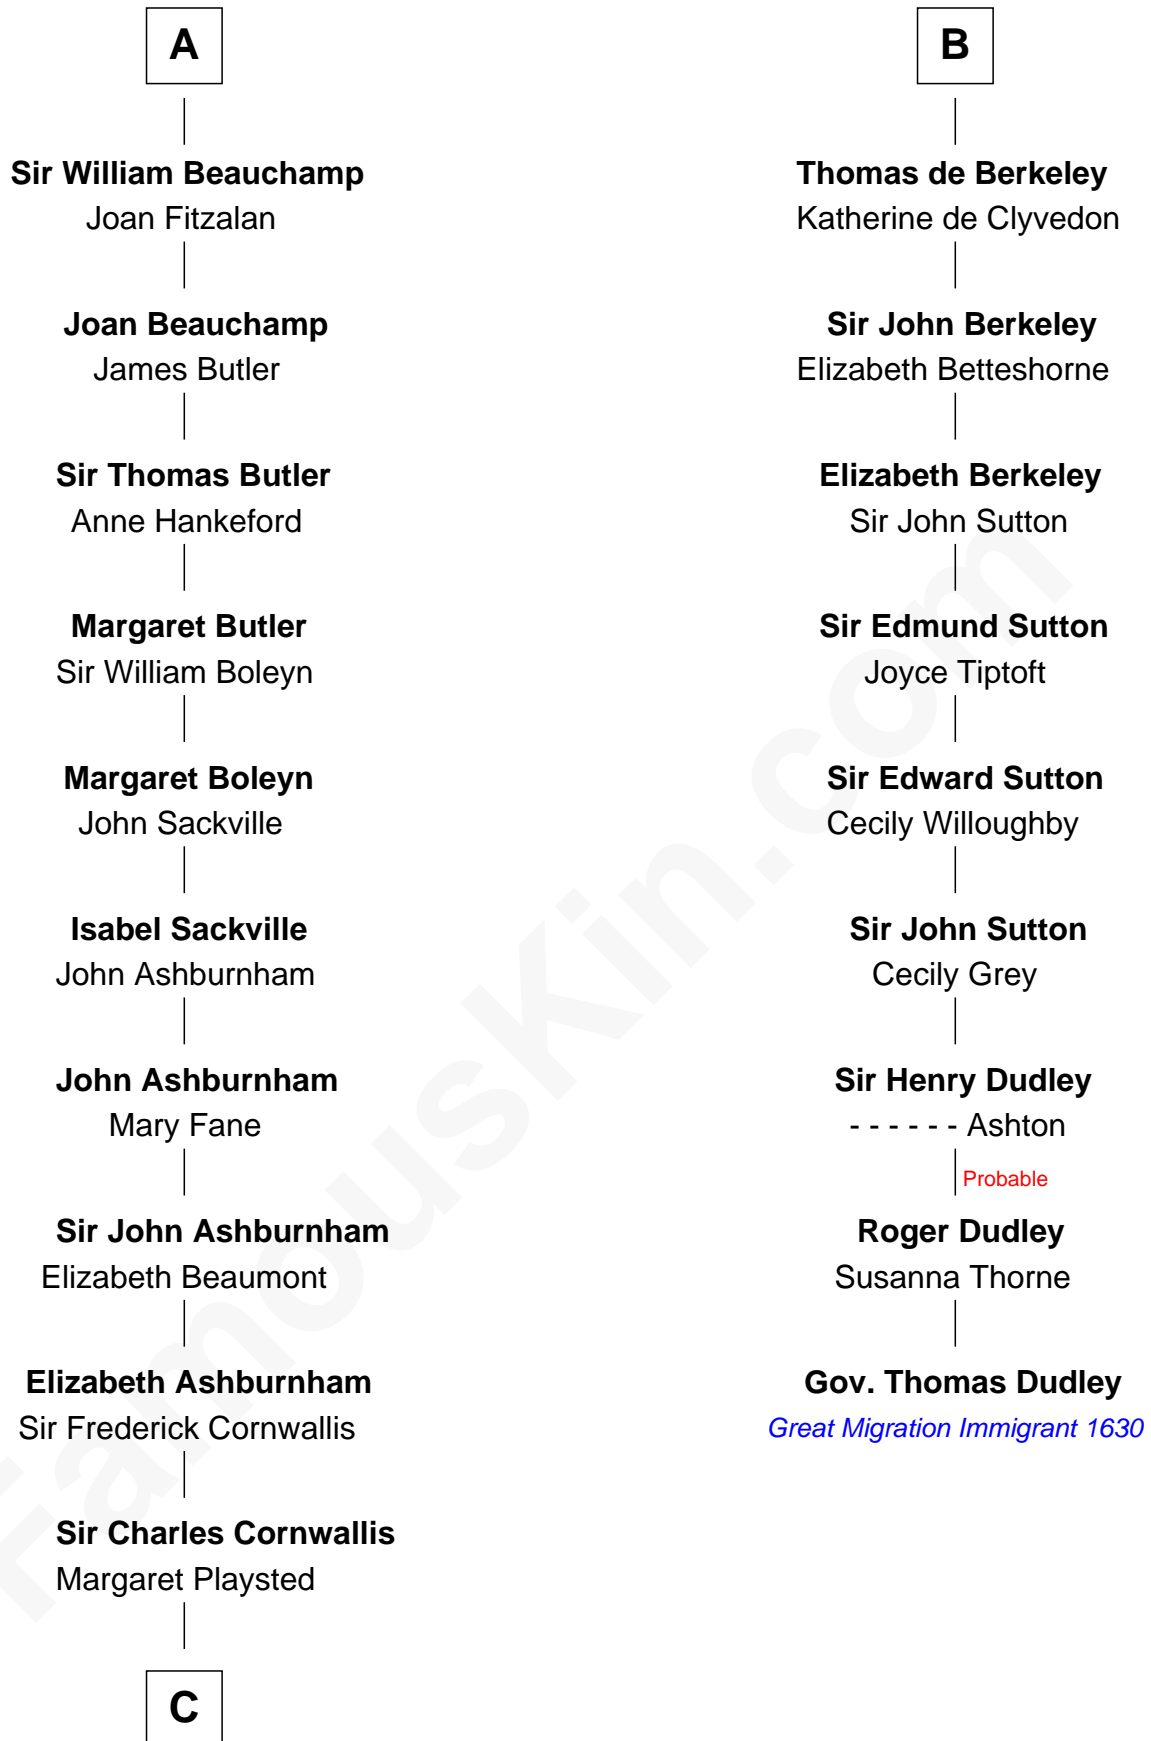 A
Sir William Beauchamp
Joan Fitzalan
Joan Beauchamp
James Butler
Sir Thomas Butler
Anne Hankeford
Margaret Butler
Sir William Boleyn
Margaret Boleyn
John Sackville
Isabel Sackville
John Ashburnham
John Ashburnham
Mary Fane
Sir John Ashburnham
Elizabeth Beaumont
Elizabeth Ashburnham
Sir Frederick Cornwallis
Sir Charles Cornwallis
Margaret Playsted
C
B
Thomas de Berkeley
Katherine de Clyvedon
Sir John Berkeley
Elizabeth Betteshorne
Elizabeth Berkeley
Sir John Sutton
Sir Edmund Sutton
Joyce Tiptoft
Sir Edward Sutton
Cecily Willoughby
Sir John Sutton
Cecily Grey
Sir Henry Dudley
- - - - - - Ashton
Probable
Roger Dudley
Susanna Thorne
Gov. Thomas Dudley
Great Migration Immigrant 1630
FamousKin.com